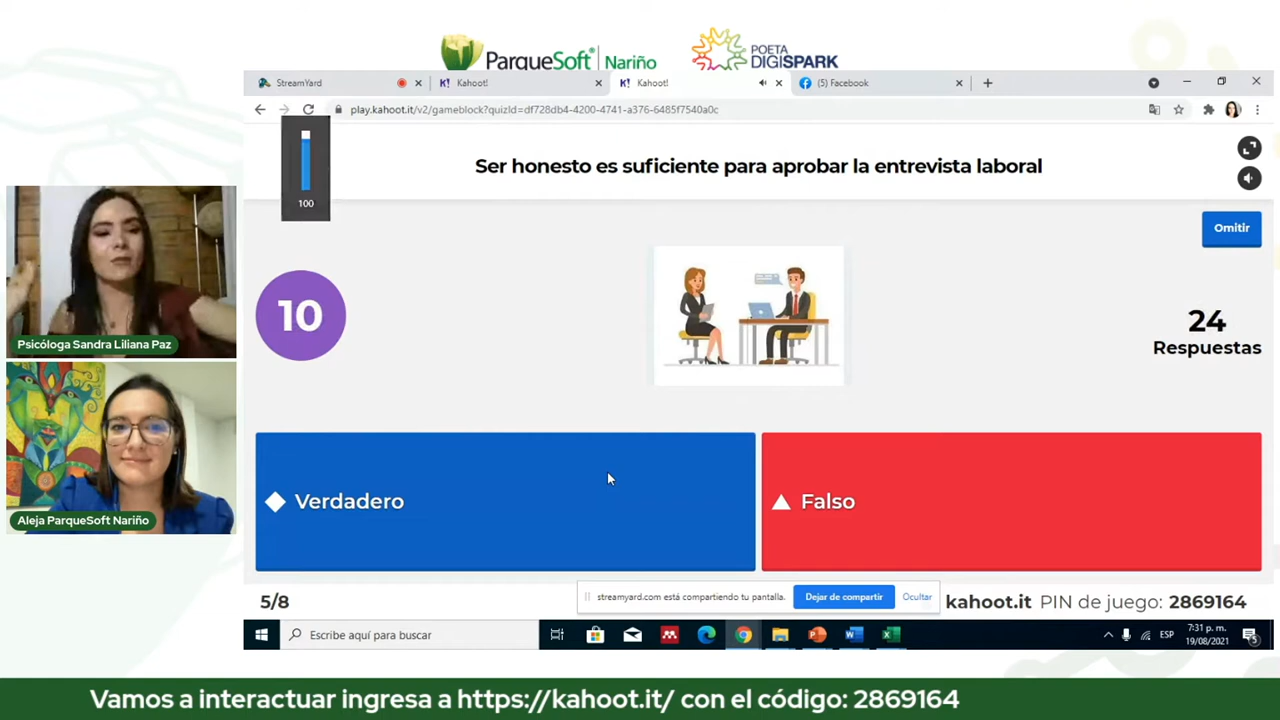 ParqueSoft Nariño
POETA
DIGISPARK
StreamYard
Kahoot!
Kahoot!
(5) Facebook
play.kahoot.it/v2/gameblock?quizId=df728db4-4200-4741-a376-6485f7540a0c
100
Ser honesto es suficiente para aprobar la entrevista laboral
Omitir
10
24
Respuestas
Psicóloga Sandra Liliana Paz
Aleja ParqueSoft Nariño
Verdadero
Falso
5/8
streamyard.com está compartiendo tu pantalla.
Dejar de compartir
Ocultar
kahoot.it PIN de juego: 2869164
Escribe aquí para buscar
ESP
7:31 p. m.
19/08/2021
Vamos a interactuar ingresa a https://kahoot.it/ con el código: 2869164